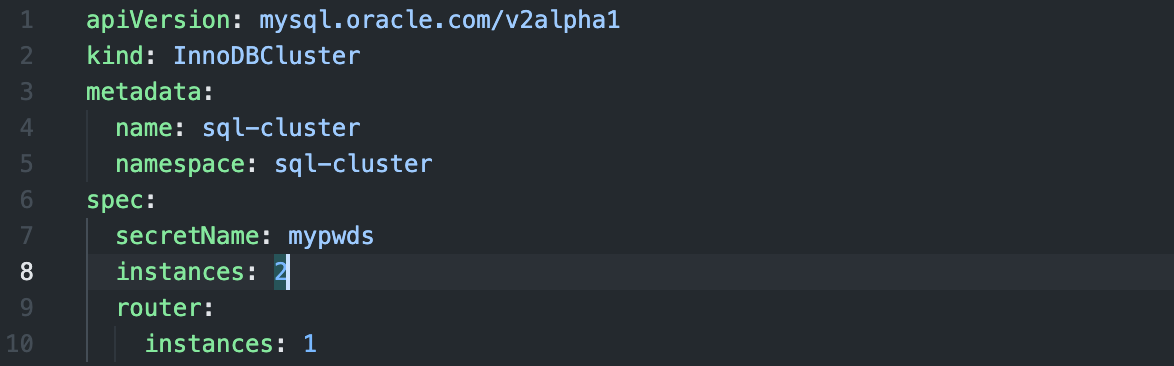 1 apiVersion: mysql.oracle.com/v2alpha1
2 kind: InnoDBCluster
3 metadata:
4   name: sql-cluster
5   namespace: sql-cluster
6 spec:
7   secretName: mypwds
8   instances: 2
9   router:
10     instances: 1